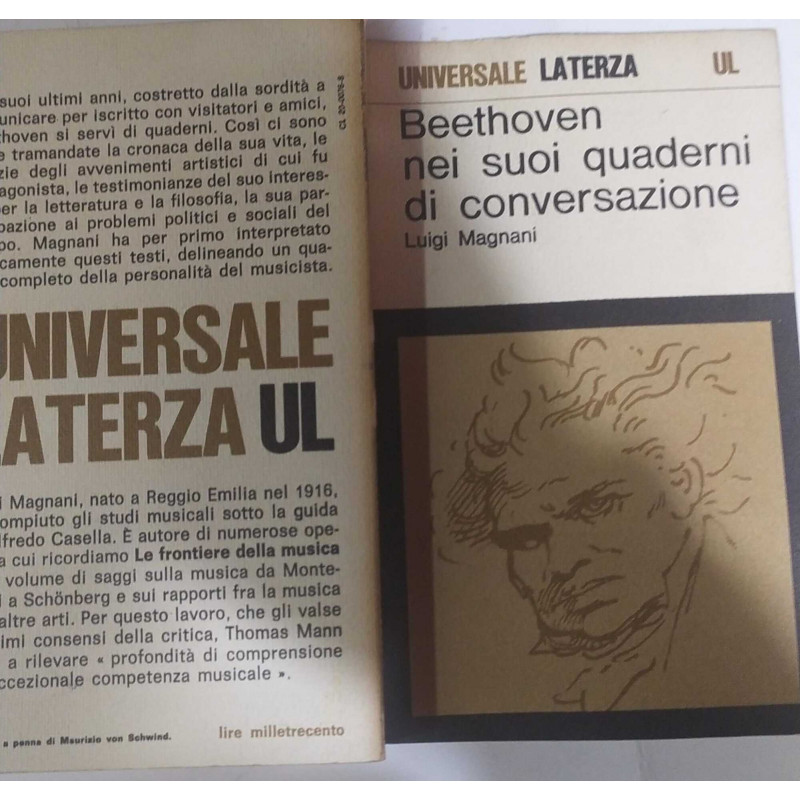 suoi ultimi anni, costretto dalla sordità a
unicare per iscritto con visitatori e amici,
thoven si servì di quaderni. Così ci sono
e tramandate la cronaca della sua vita, le
zie degli avvenimenti artistici di cui fu
agonista, le testimonianze del suo interes-
per la letteratura e la filosofia, la sua par-
pazione ai problemi politici e sociali del
po. Magnani ha per primo interpretato
icamente questi testi, delineando un qua-
completo della personalità del musicista.
UNIVERSALE
LATERZA UL
i Magnani, nato a Reggio Emilia nel 1916,
ompiuto gli studi musicali sotto la guida
lfredo Casella. È autore di numerose ope-
a cui ricordiamo Le frontiere della musica
volume di saggi sulla musica da Monte-
i a Schönberg e sui rapporti fra la musica
altre arti. Per questo lavoro, che gli valse
imi consensi della critica, Thomas Mann
a rilevare « profondità di comprensione
ccezionale competenza musicale ».
a penna di Maurizio von Schwind.
lire milletrecento
UNIVERSALE LATERZA UL
Beethoven
nei suoi quaderni
di conversazione
Luigi Magnani